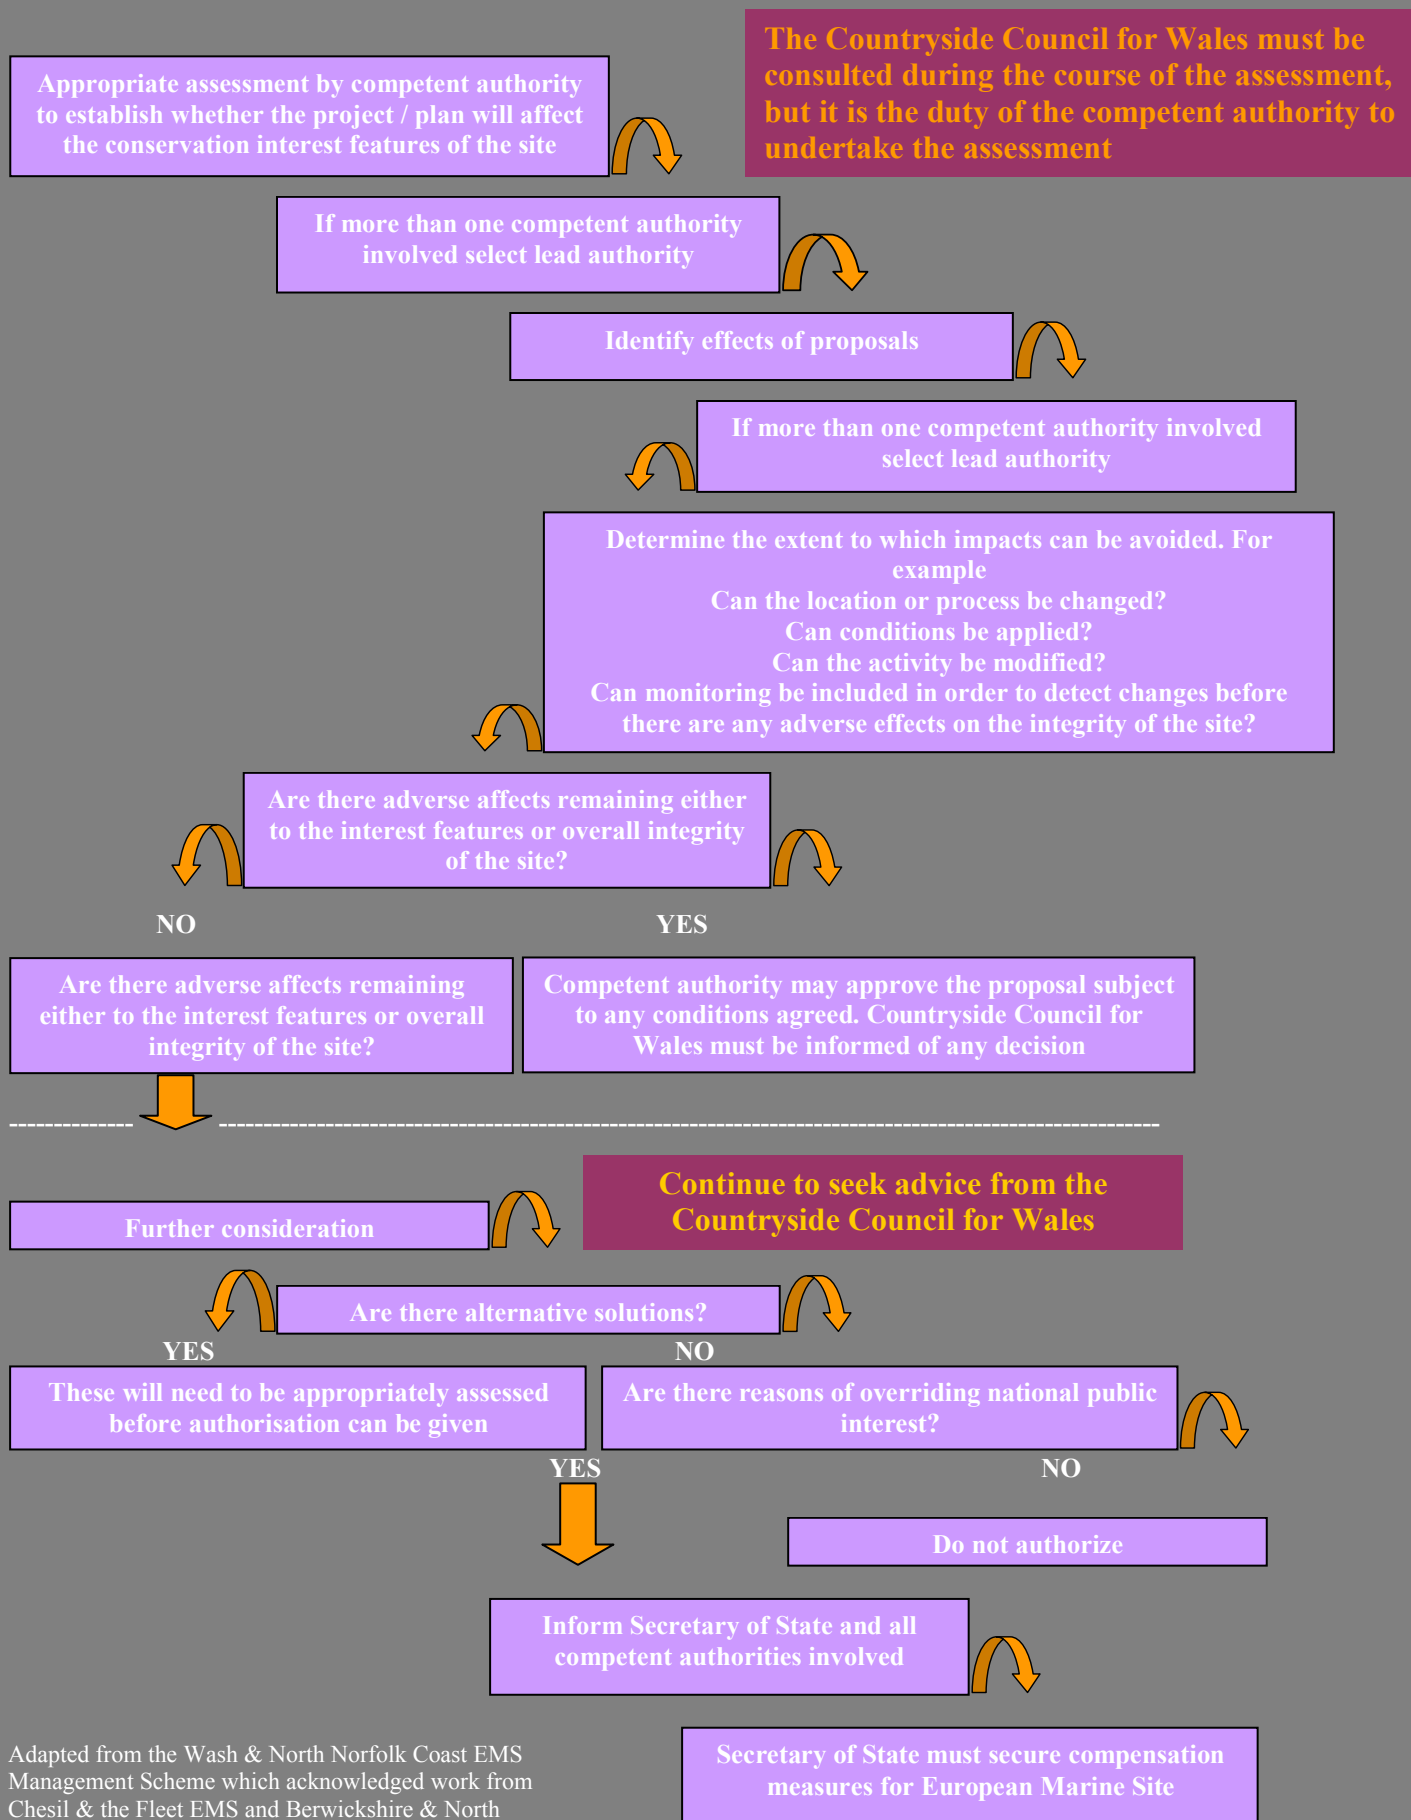 The Countryside Council for Wales must be
consulted during the course of the assessment,
but it is the duty of the competent authority to
undertake the assessment
Appropriate assessment by competent authority
to establish whether the project / plan will affect
the conservation interest features of the site
If more than one competent authority
involved select lead authority
Identify effects of proposals
If more than one competent authority involved
select lead authority
Determine the extent to which impacts can be avoided. For
example
Can the location or process be changed?
Can conditions be applied?
Can the activity be modified?
Can monitoring be included in order to detect changes before
there are any adverse effects on the integrity of the site?
Are there adverse affects remaining either
to the interest features or overall integrity
of the site?
NO
YES
Are there adverse affects remaining
either to the interest features or overall
integrity of the site?
Competent authority may approve the proposal subject
to any conditions agreed. Countryside Council for
Wales must be informed of any decision
Continue to seek advice from the
Countryside Council for Wales
Further consideration
Are there alternative solutions?
YES
NO
These will need to be appropriately assessed
before authorisation can be given
Are there reasons of overriding national public
interest?
YES
NO
Do not authorize
Inform Secretary of State and all
competent authorities involved
Secretary of State must secure compensation
measures for European Marine Site
Adapted from the Wash & North Norfolk Coast EMS
Management Scheme which acknowledged work from
Chesil & the Fleet EMS and Berwickshire & North